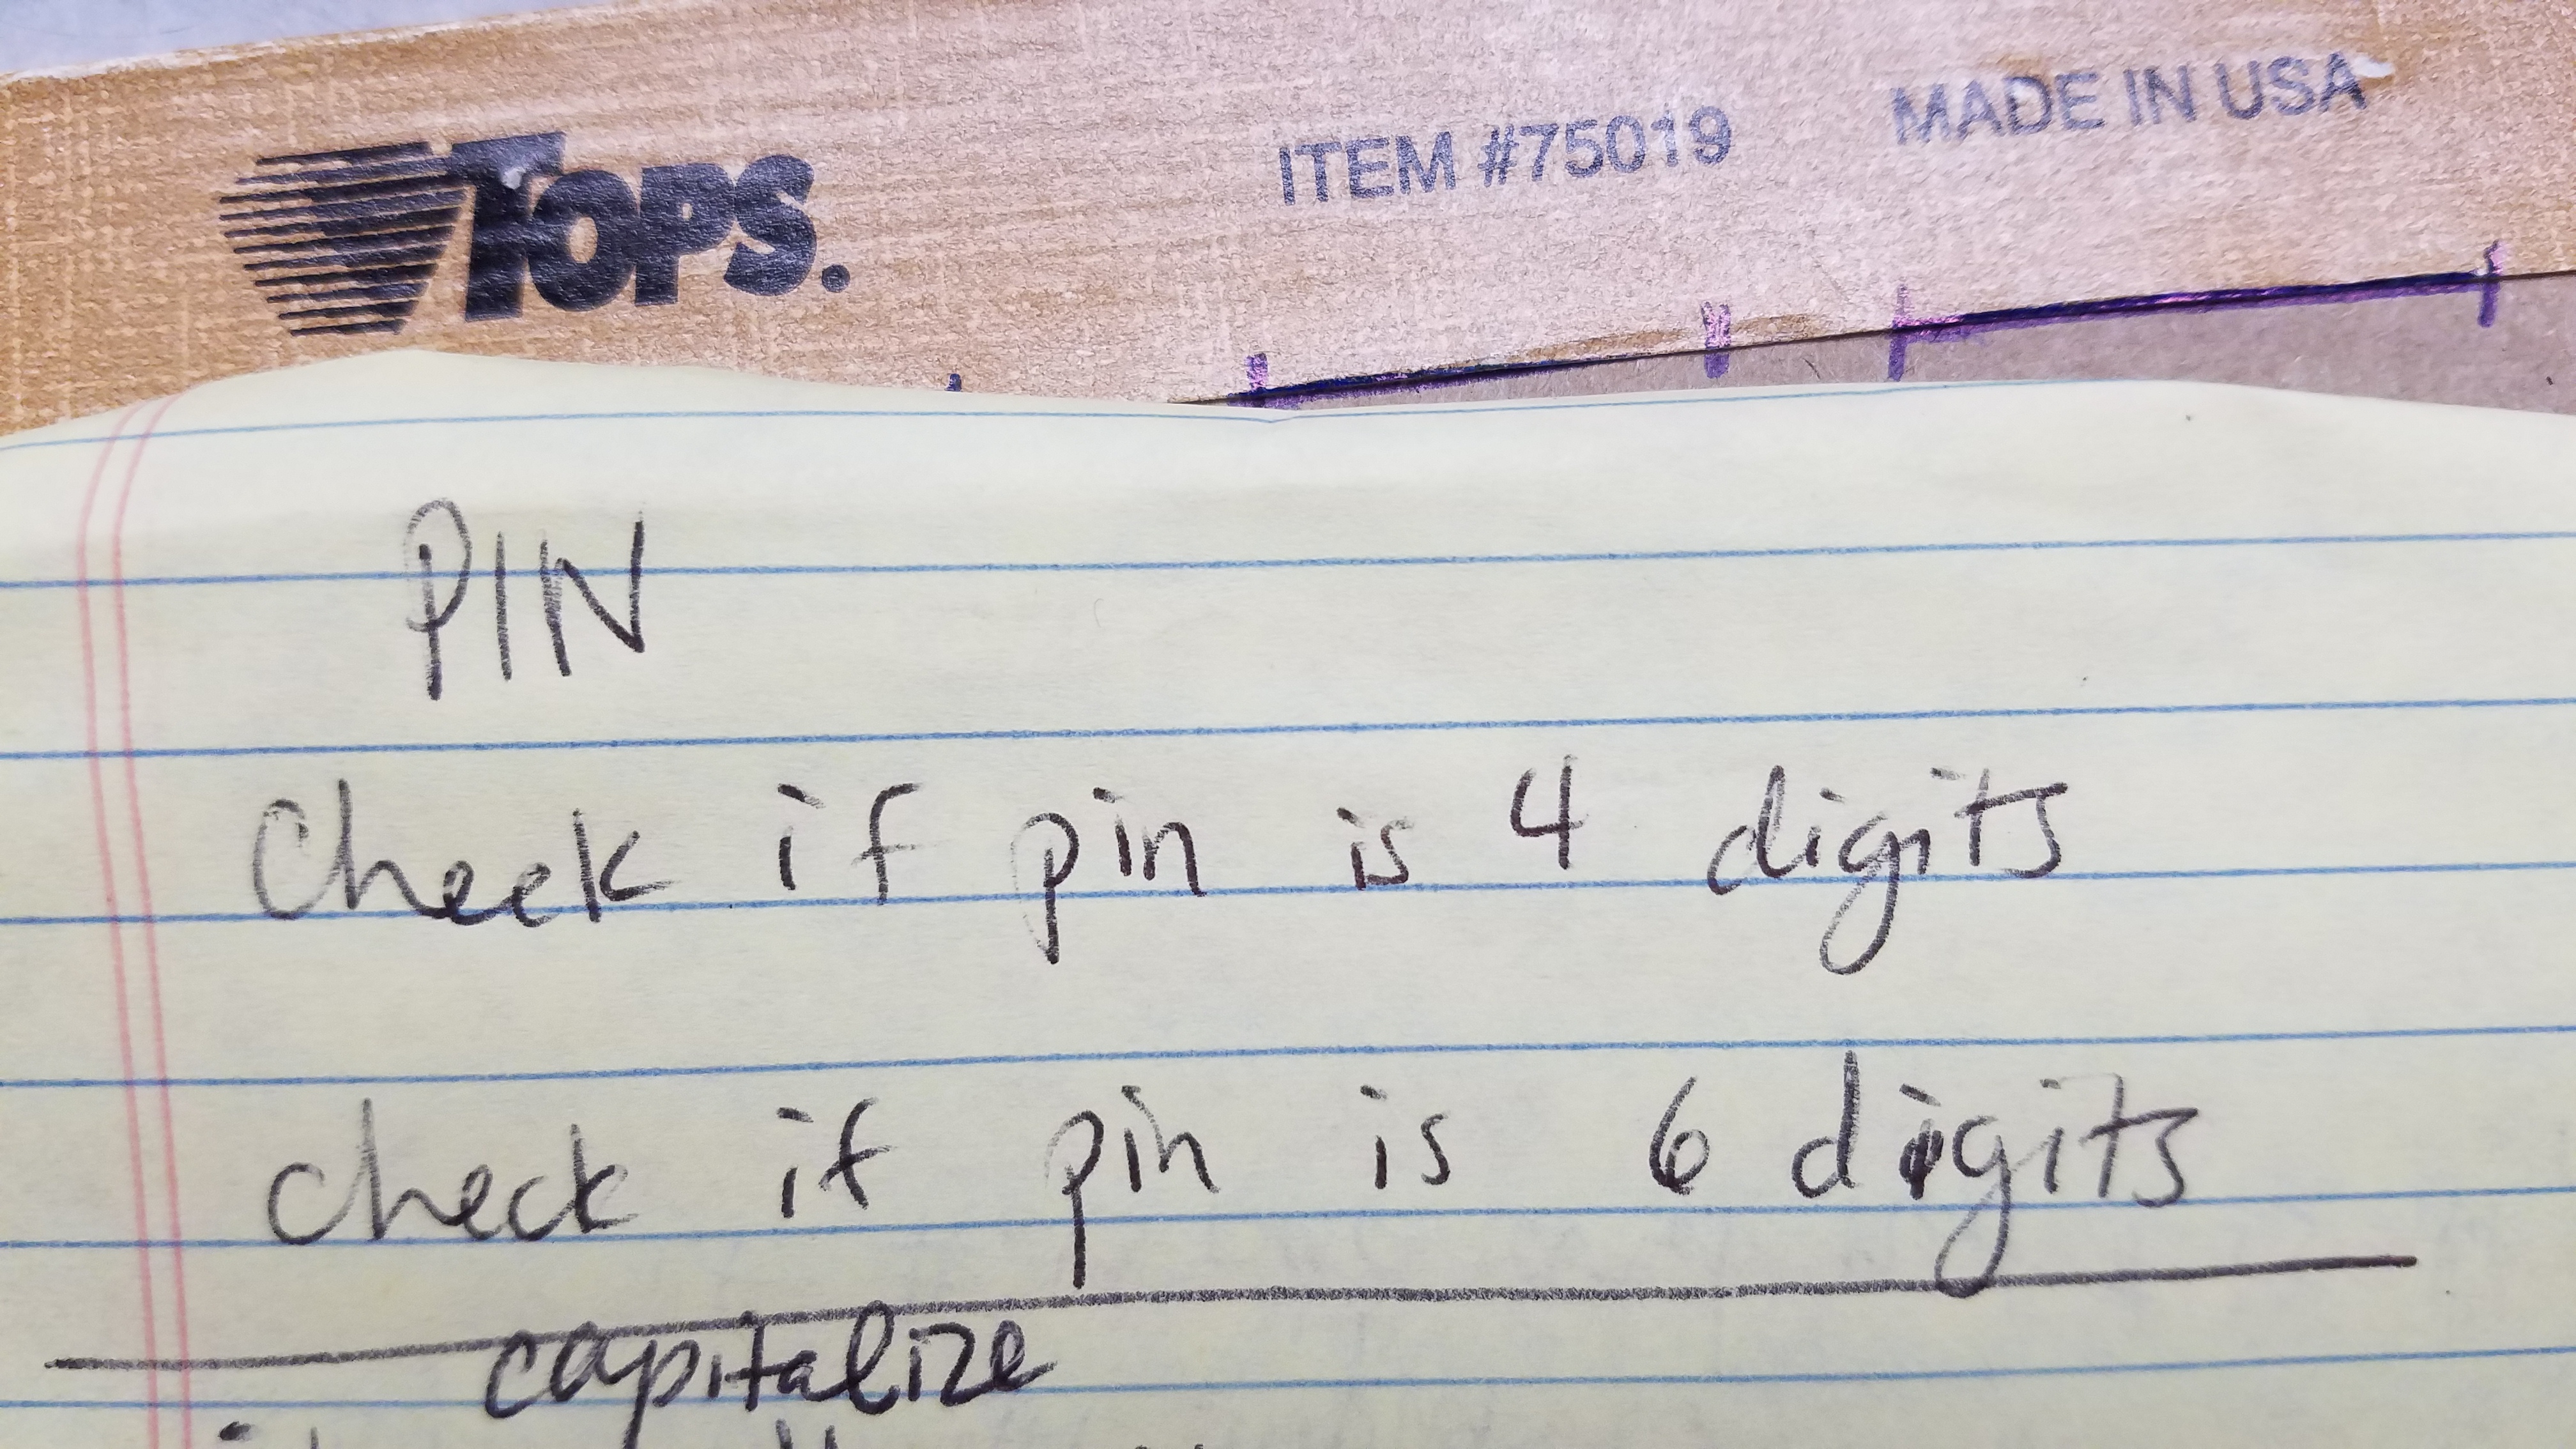 TOPS. ITEM #75019 MADE IN USA
PIN
Check if pin is 4 digits
check if pin is 6 digits
capitalize